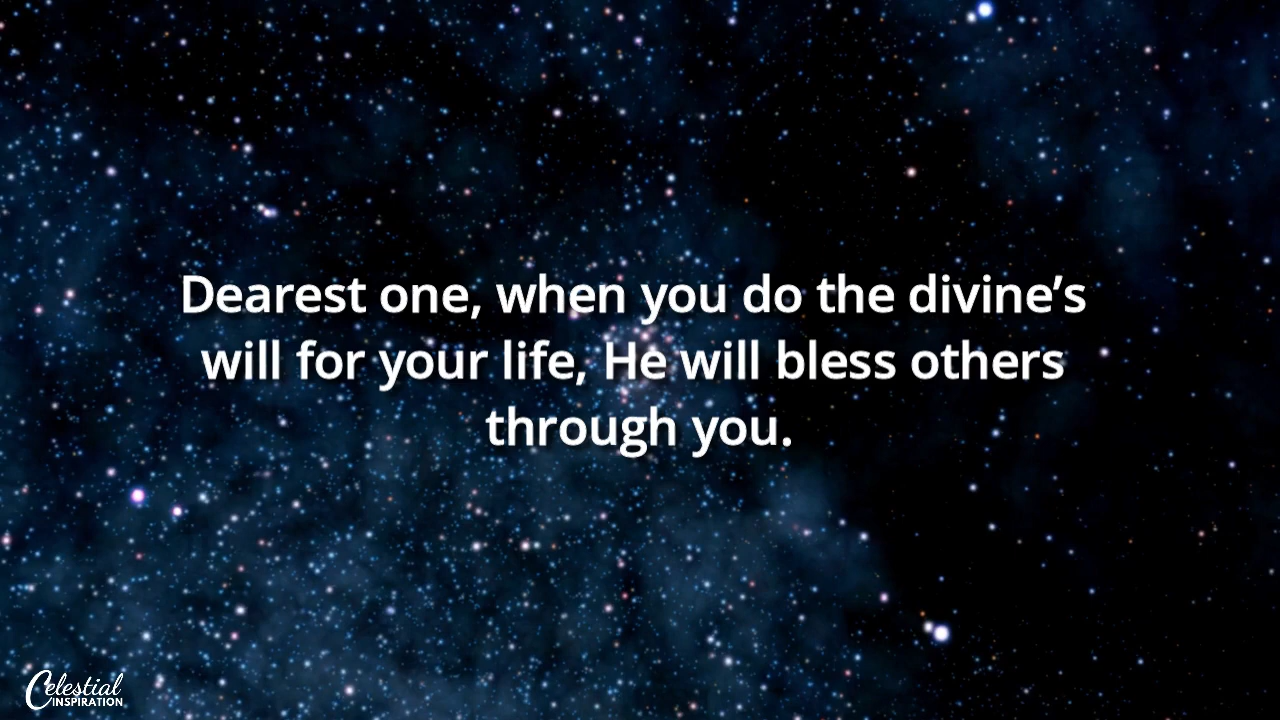 Dearest one, when you do the divine’s
will for your life, He will bless others
through you.
Celestial
INSPIRATION